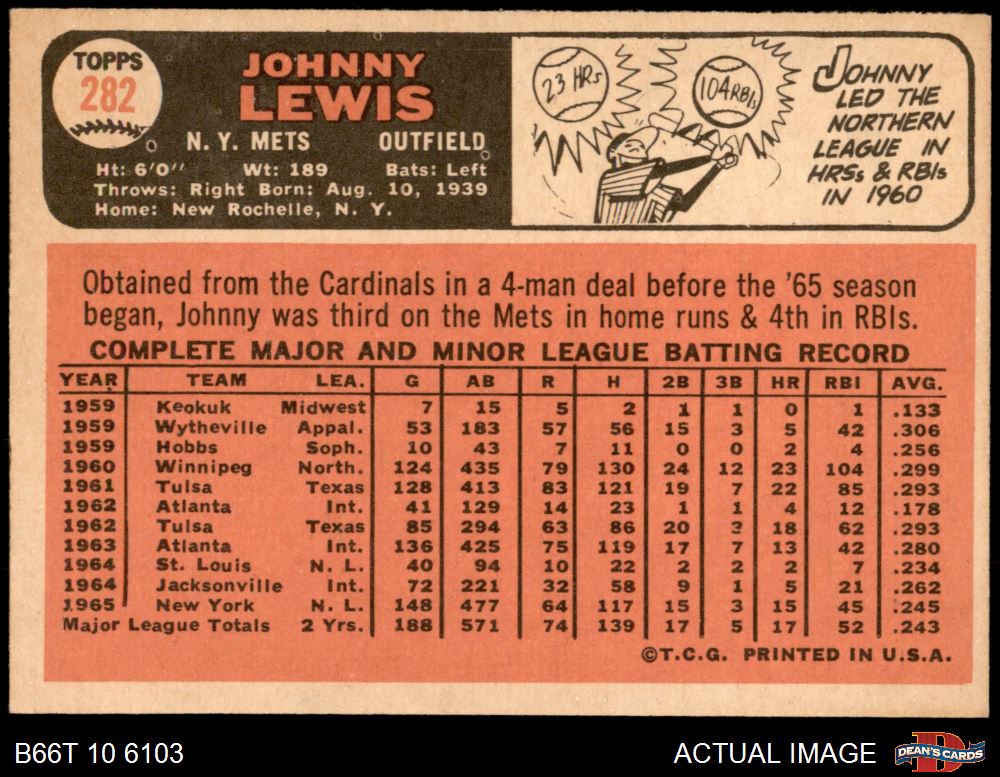 TOPPS
282
JOHNNY
LEWIS
N. Y. METS OUTFIELD
Ht: 6'0" Wt: 189 Bats: Left
Throws: Right Born: Aug. 10, 1939
Home: New Rochelle, N. Y.
23 HRs
104 RBIs
JOHNNY
LED THE
NORTHERN
LEAGUE IN
HRSs & RBIs
IN 1960
Obtained from the Cardinals in a 4-man deal before the '65 season
began, Johnny was third on the Mets in home runs & 4th in RBIs.
COMPLETE MAJOR AND MINOR LEAGUE BATTING RECORD
YEAR TEAM LEA. G AB R H 2B 3B HR RBI AVG.
1959 Keokuk Midwest 7 15 5 2 1 1 0 1 .133
1959 Wytheville Appal. 53 183 57 56 15 3 5 42 .306
1959 Hobbs Soph. 10 43 7 11 0 0 2 4 .256
1960 Winnipeg North. 124 435 79 130 24 12 23 104 .299
1961 Tulsa Texas 128 413 83 121 19 7 22 85 .293
1962 Atlanta Int. 41 129 14 23 1 1 4 12 .178
1962 Tulsa Texas 85 294 63 86 20 18 62 .293
1963 Atlanta Int. 136 425 75 119 17 7 13 42 .280
1964 St. Louis N. L. 40 94 10 22 2 2 2 7 .234
1964 Jacksonville Int. 72 221 32 58 9 1 5 21 .262
1965 New York N. L. 148 477 64 117 15 3 15 45 .245
Major League Totals 2 Yrs. 188 571 74 139 17 5 17 52 .243
©T.C.G. PRINTED IN U.S.A.
B66T 10 6103 ACTUAL IMAGE
D
DEAN'S CARDS